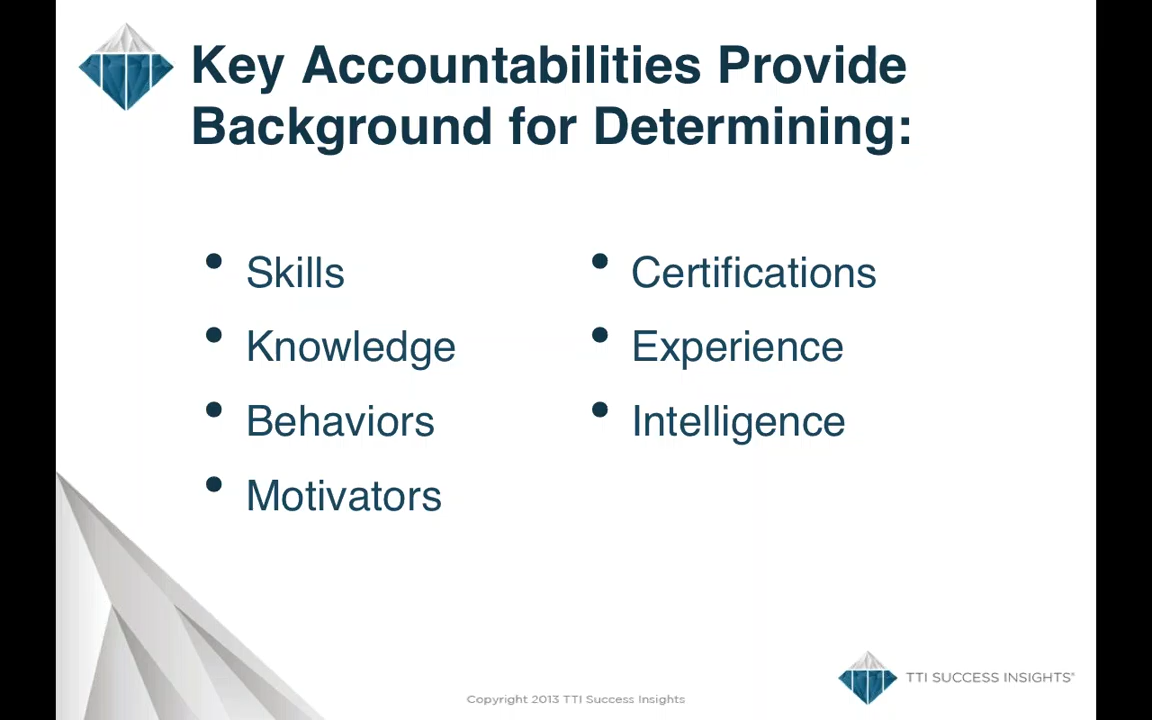 Key Accountabilities Provide
Background for Determining:
• Skills
• Knowledge
• Behaviors
• Motivators
• Certifications
• Experience
• Intelligence
TTI SUCCESS INSIGHTS®
Copyright 2013 TTI Success Insights